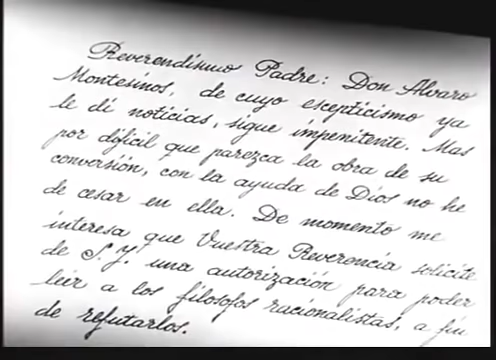 Reverendísimo Padre: Don Alvaro
Montesinos, de cuyo escepticismo ya
le di noticias, sigue impenitente. Mas
por difícil que parezca la obra de su
conversión, con la ayuda de Dios no he
de cesar en ella. De momento me
interesa que Vuestra Reverencia solicite
de S. Y. una autorización para poder
leer a los filósofos racionalistas, a fin
de refutarlos.